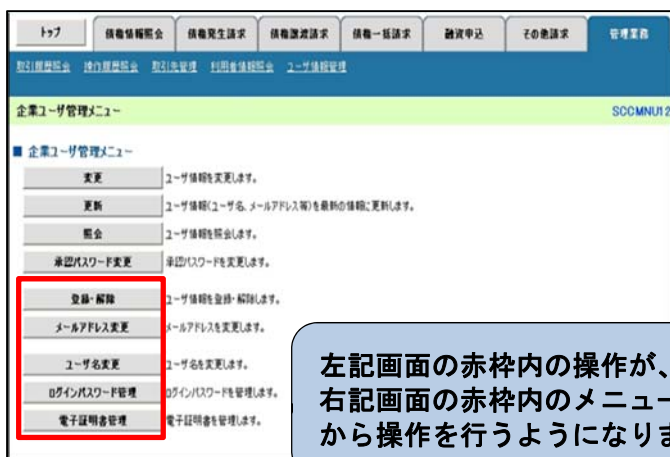 トップ
債権情報照会
債権発生請求
債権譲渡請求
債権一括請求
融資申込
その他請求
管理業務
取引履歴照会 操作履歴照会 取引先管理 利用者情報照会 ユーザ情報管理
企業ユーザ管理メニュー
SCCMNU12
■ 企業ユーザ管理メニュー
変更 ユーザ情報を変更します。
更新 ユーザ情報(ユーザ名、メールアドレス等)を最新の情報に更新します。
照会 ユーザ情報を照会します。
承認パスワード変更 承認パスワードを変更します。
登録・解除 ユーザ情報を登録・解除します。
メールアドレス変更 メールアドレスを変更します。
ユーザ名変更 ユーザ名を変更します。
ログインパスワード管理 ログインパスワードを管理します。
電子証明書管理 電子証明書を管理します。
左記画面の赤枠内の操作が、
右記画面の赤枠内のメニュー
から操作を行うようになりま